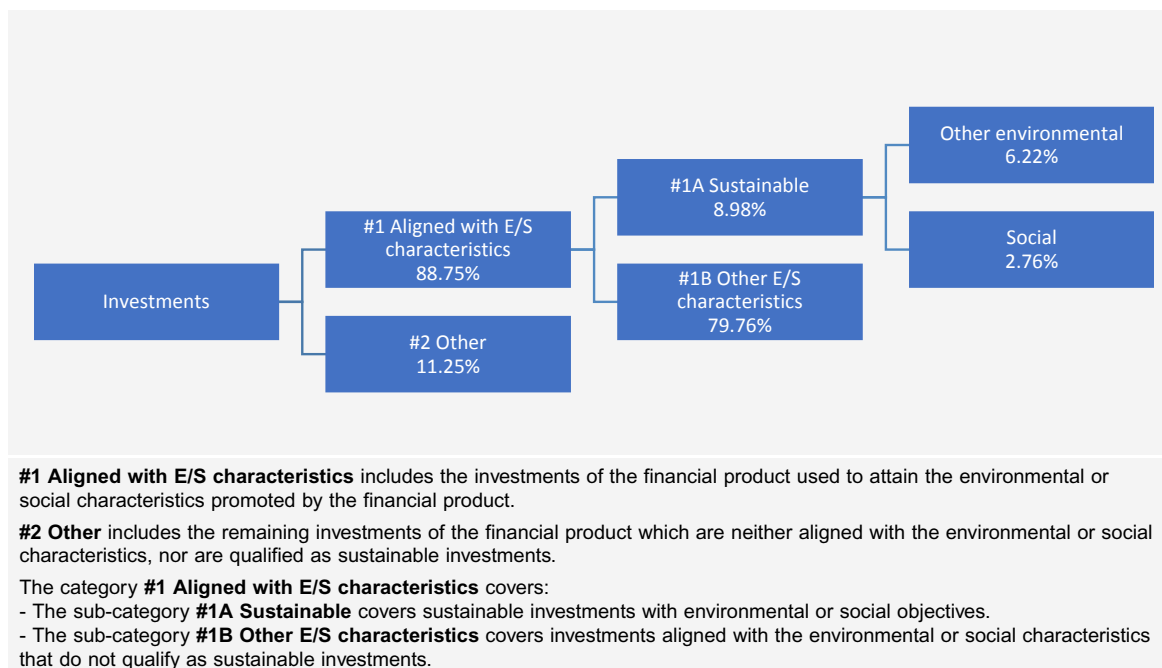 Investments
#1 Aligned with E/S
characteristics
88.75%
#2 Other
11.25%
#1A Sustainable
8.98%
#1B Other E/S
characteristics
79.76%
Other environmental
6.22%
Social
2.76%
#1 Aligned with E/S characteristics includes the investments of the financial product used to attain the environmental or
social characteristics promoted by the financial product.
#2 Other includes the remaining investments of the financial product which are neither aligned with the environmental or social
characteristics, nor are qualified as sustainable investments.
The category #1 Aligned with E/S characteristics covers:
- The sub-category #1A Sustainable covers sustainable investments with environmental or social objectives.
- The sub-category #1B Other E/S characteristics covers investments aligned with the environmental or social characteristics
that do not qualify as sustainable investments.